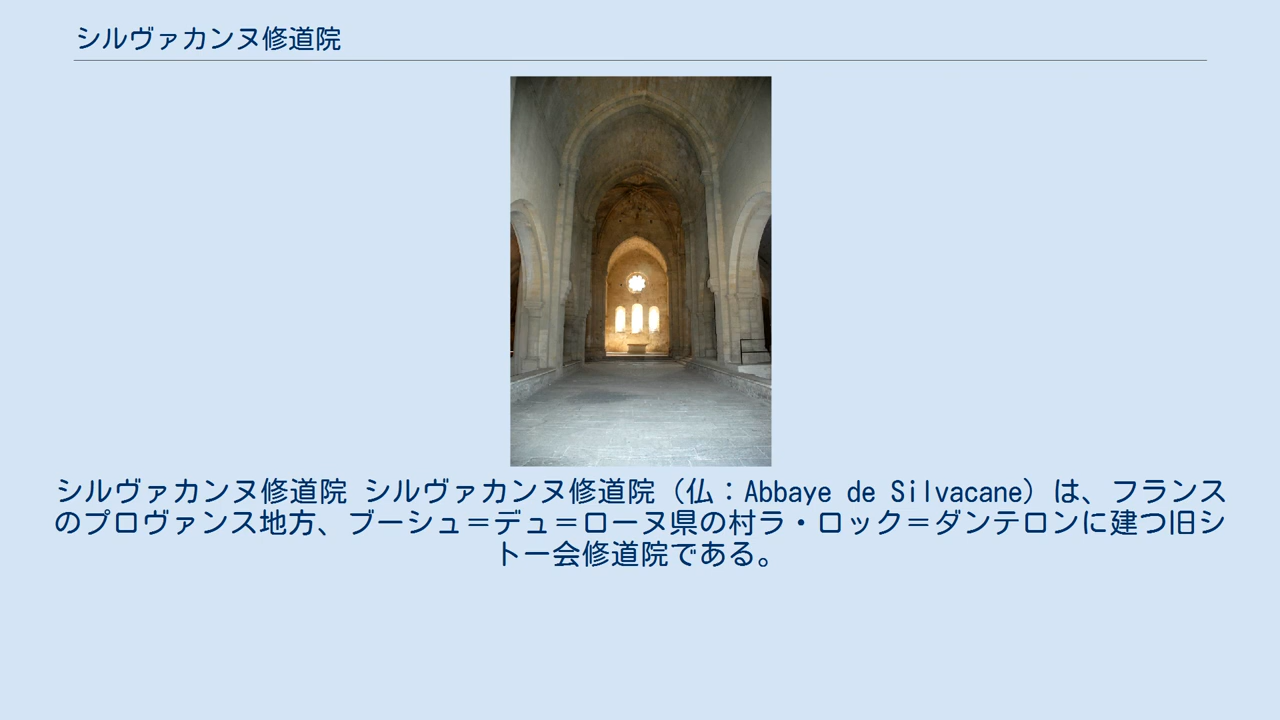 シルヴァカンヌ修道院
シルヴァカンヌ修道院 シルヴァカンヌ修道院（仏：Abbaye de Silvacane）は、フランス
のプロヴァンス地方、ブーシュ＝デュ＝ローヌ県の村ラ・ロック＝ダンテロンに建つ旧シ
トー会修道院である。